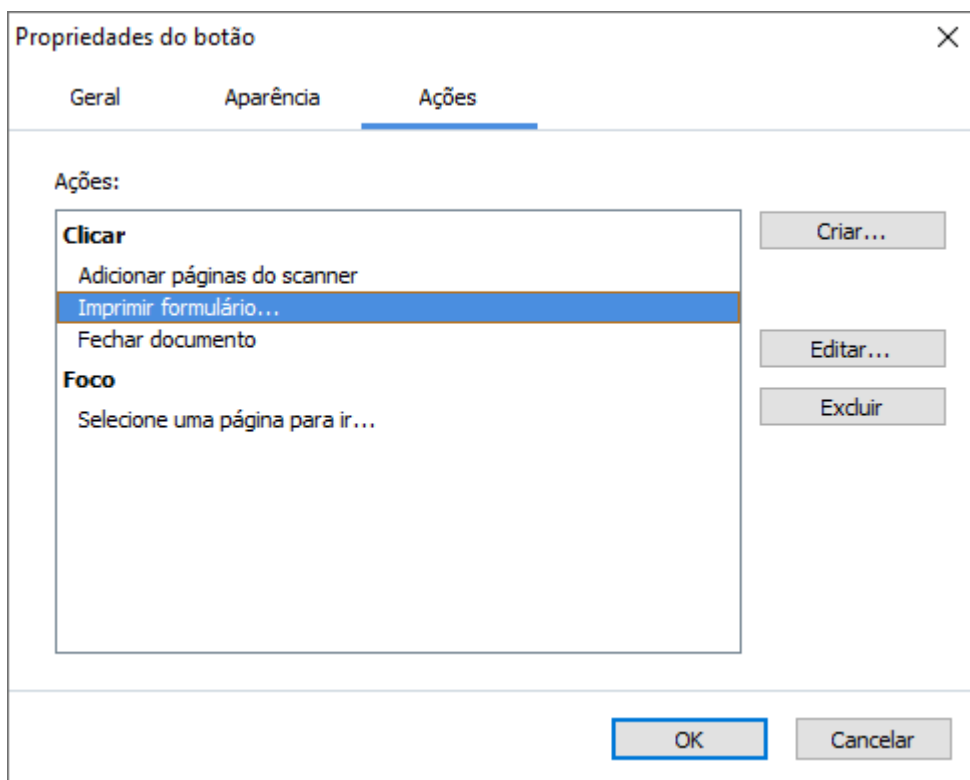 Propriedades do botão
Geral Aparência Ações
Ações:
Clicar
Criar...
Adicionar páginas do scanner
Imprimir formulário...
Fechar documento
Editar...
Foco
Excluir
Selecione uma página para ir...
OK Cancelar